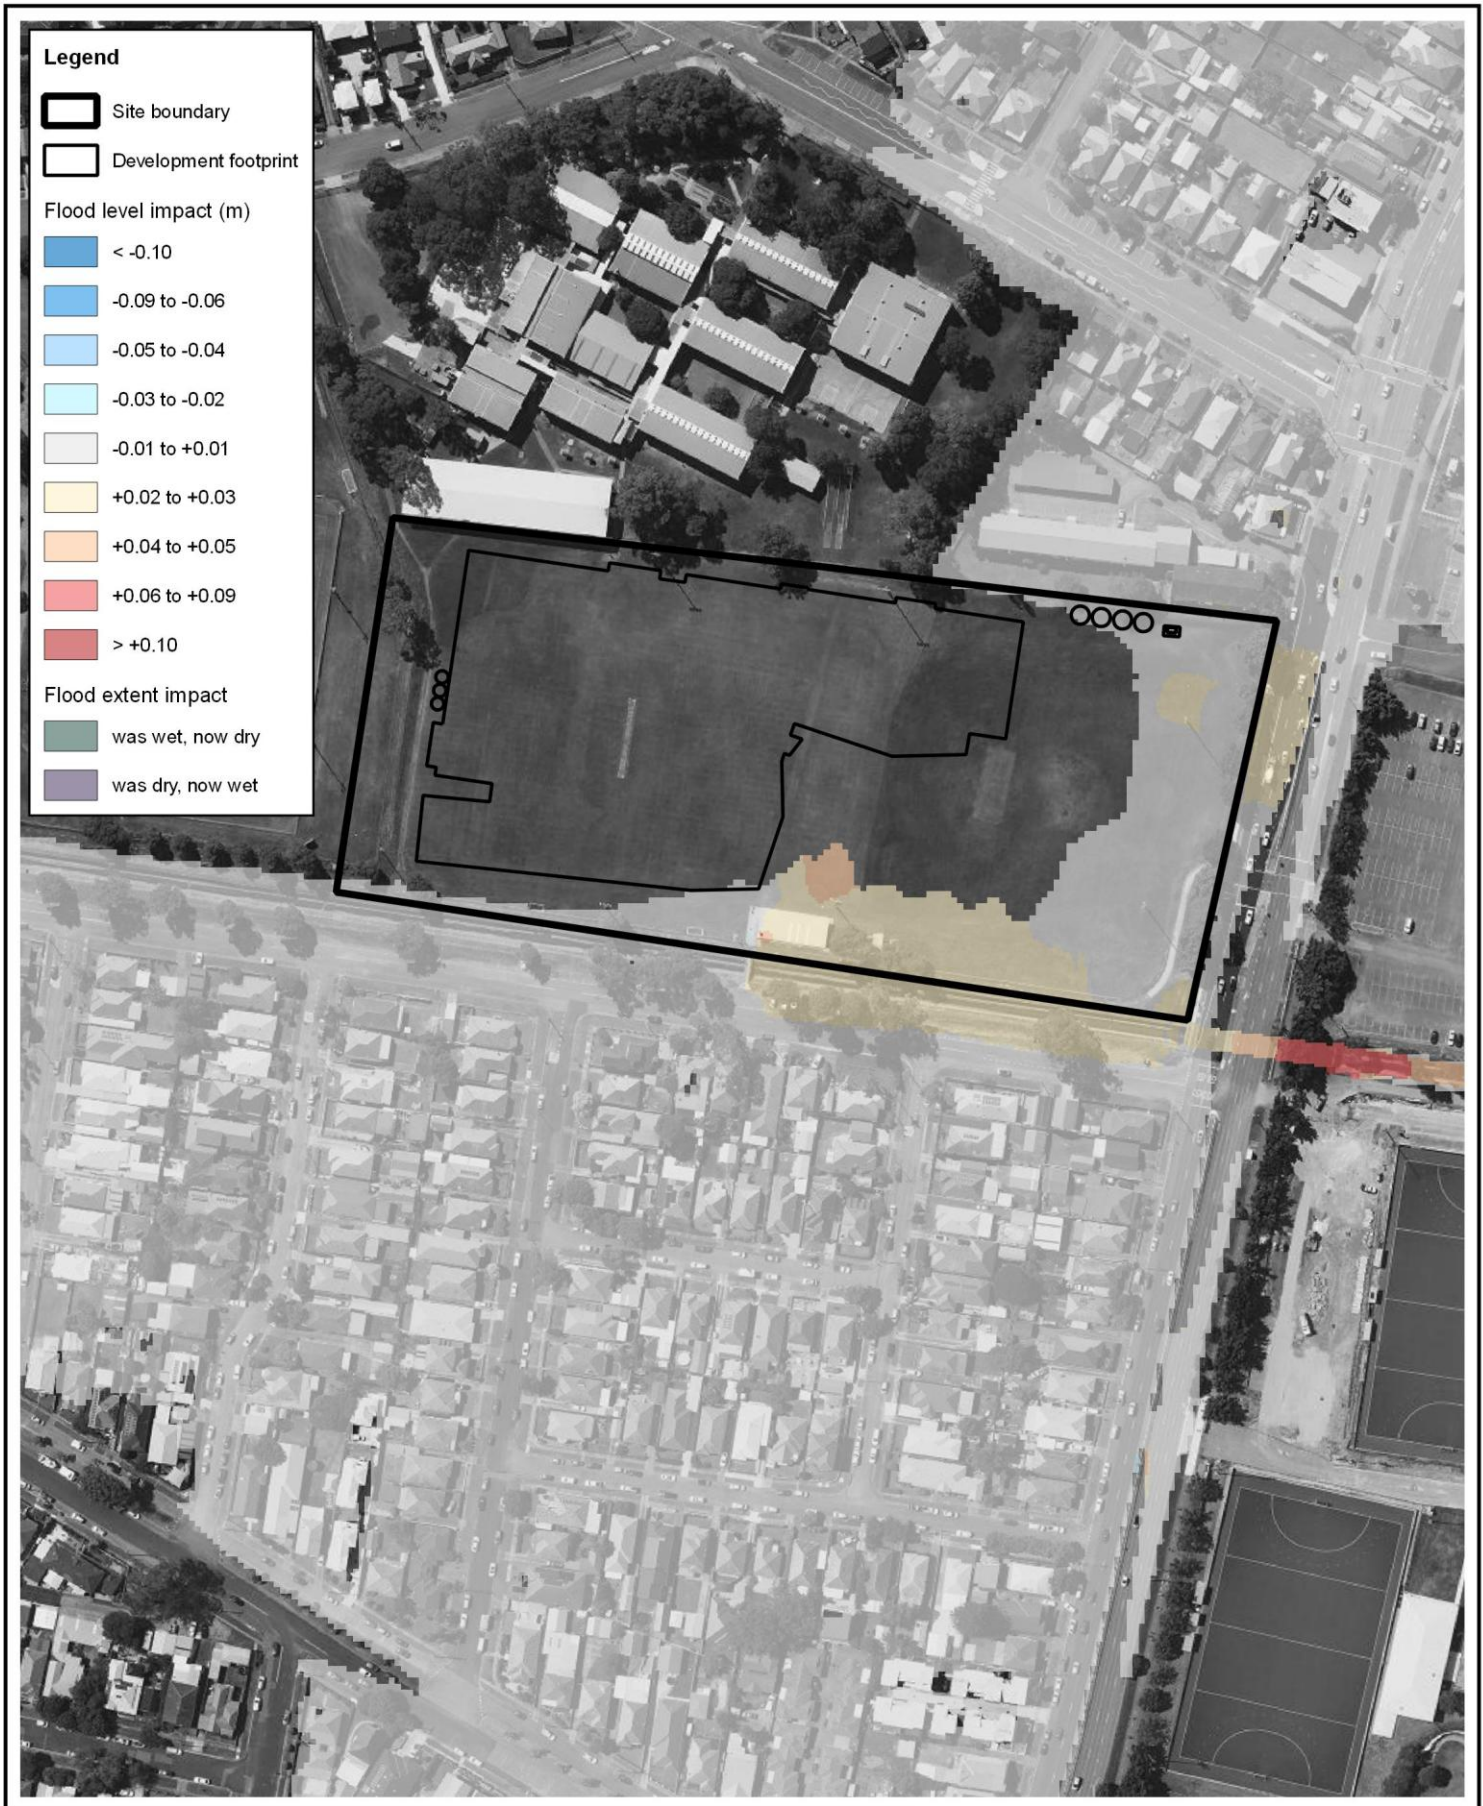 Legend
Site boundary
Development footprint
Flood level impact (m)
< -0.10
-0.09 to -0.06
-0.05 to -0.04
-0.03 to -0.02
-0.01 to +0.01
+0.02 to +0.03
+0.04 to +0.05
+0.06 to +0.09
> +0.10
Flood extent impact
was wet, now dry
was dry, now wet